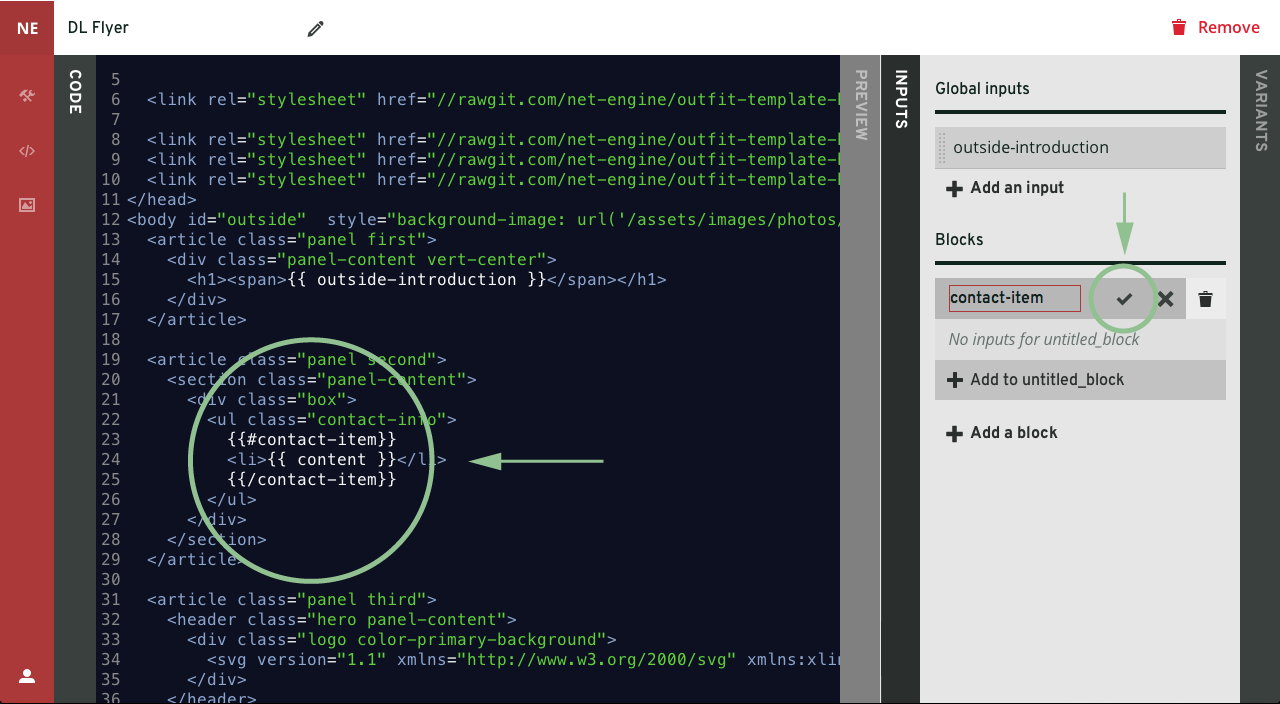 NE
DL Flyer
Remove
CODE
5
6 <link rel="stylesheet" href="//rawgit.com/net-engine/outfit-template-
7
8 <link rel="stylesheet" href="//rawgit.com/net-engine/outfit-template-
9 <link rel="stylesheet" href="//rawgit.com/net-engine/outfit-template-
10 <link rel="stylesheet" href="//rawgit.com/net-engine/outfit-template-
11 </head>
12 <body id="outside"  style="background-image: url('/assets/images/photos/
13 <article class="panel first">
14 <div class="panel-content vert-center">
15 <h1><span>{{ outside-introduction }}</span></h1>
16 </div>
17 </article>
18
19 <article class="panel second">
20 <section class="panel-content">
21 <div class="box">
22 <ul class="contact-info">
23 {{#contact-item}}
24 <li>{{ content }}</li>
25 {{/contact-item}}
26 </ul>
27 </div>
28 </section>
29 </article>
30
31 <article class="panel third">
32 <header class="hero panel-content">
33 <div class="logo color-primary-background">
34 <svg version="1.1" xmlns="http://www.w3.org/2000/svg" xmlns:xlin
35 </div>
36 </header>
PREVIEW
INPUTS
Global inputs
outside-introduction
Add an input
Blocks
contact-item
No inputs for untitled_block
Add to untitled_block
Add a block
VARIANTS